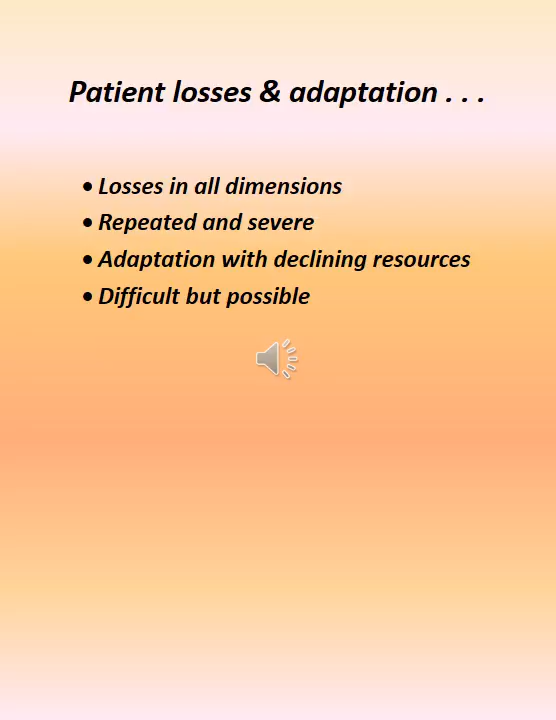 Patient losses & adaptation . . .
• Losses in all dimensions
• Repeated and severe
• Adaptation with declining resources
• Difficult but possible